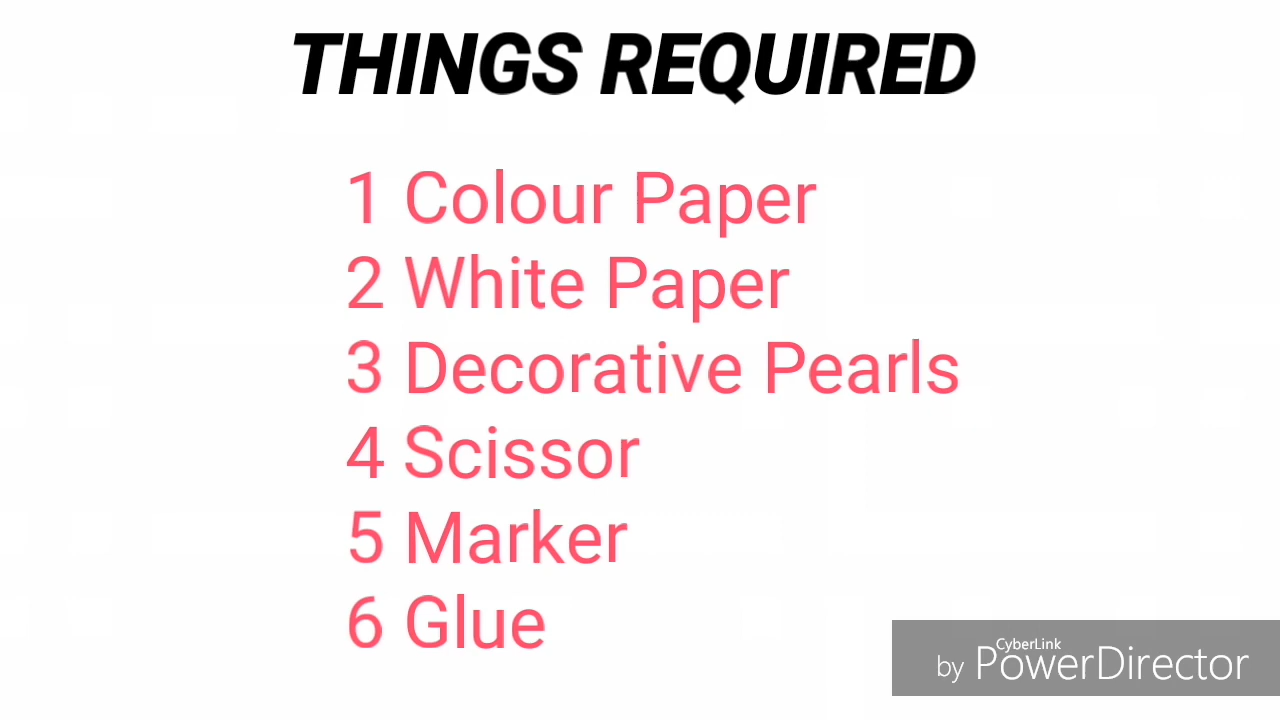 THINGS REQUIRED
1 Colour Paper
2 White Paper
3 Decorative Pearls
4 Scissor
5 Marker
6 Glue
CyberLink
by PowerDirector